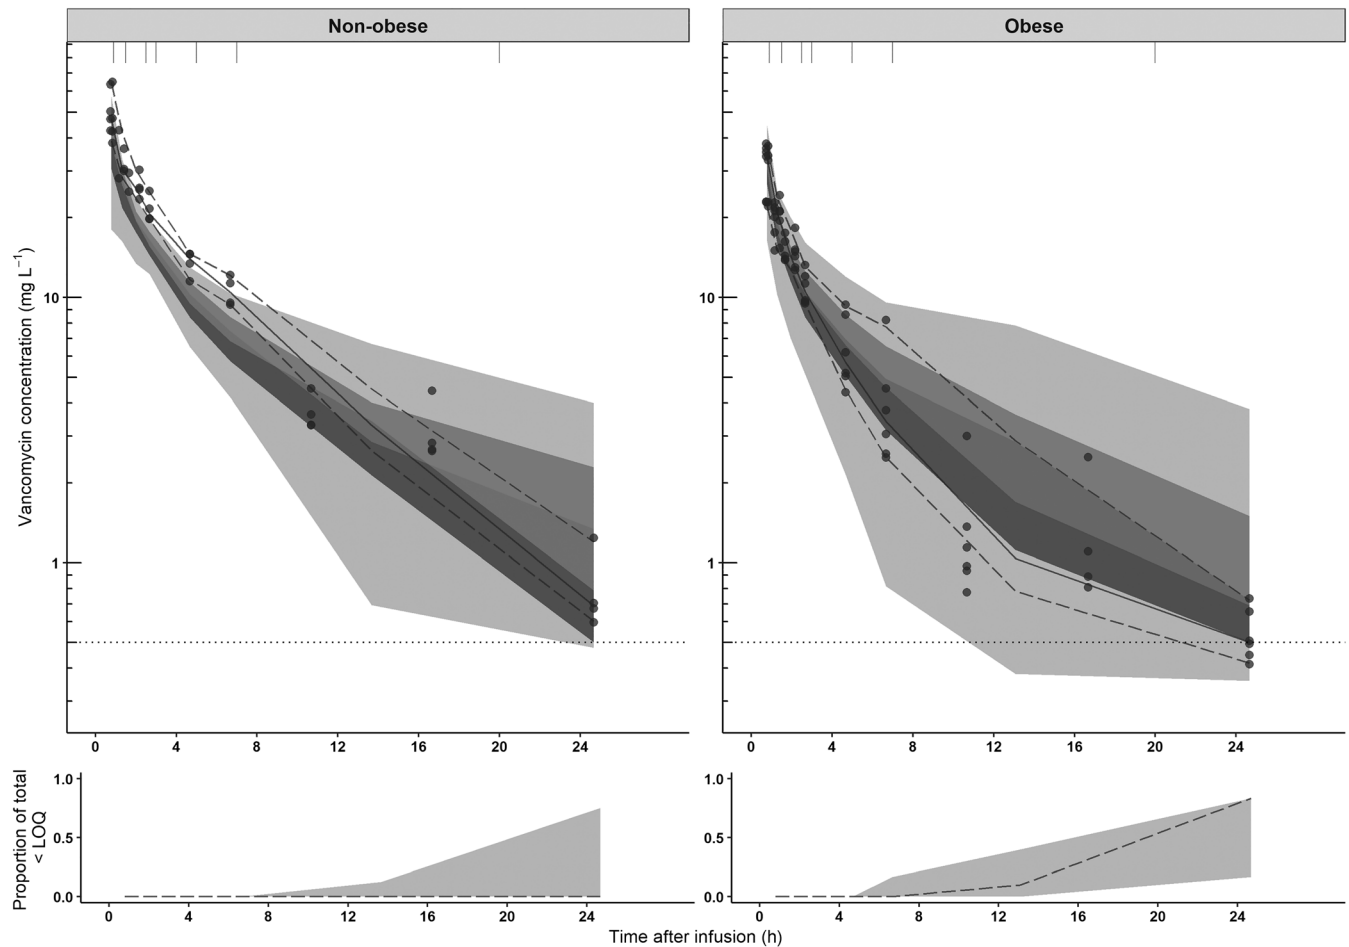 Non-obese
Obese
Vancomycin concentration (mg L⁻¹)
10
1
10
1
0 4 8 12 16 20 24
0 4 8 12 16 20 24
Proportion of total
< LOQ
1.0
0.5
0.0
1.0
0.5
0.0
0 4 8 12 16 20 24
0 4 8 12 16 20 24
Time after infusion (h)